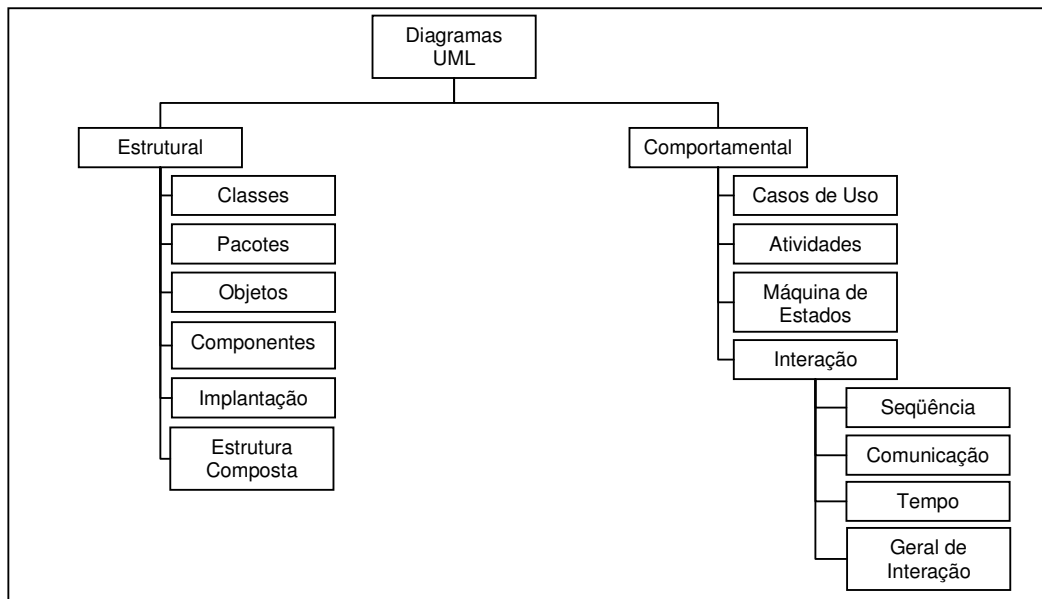 Diagramas
UML
Estrutural
Classes
Pacotes
Objetos
Componentes
Implantação
Estrutura
Composta
Comportamental
Casos de Uso
Atividades
Máquina de
Estados
Interação
Seqüência
Comunicação
Tempo
Geral de
Interação